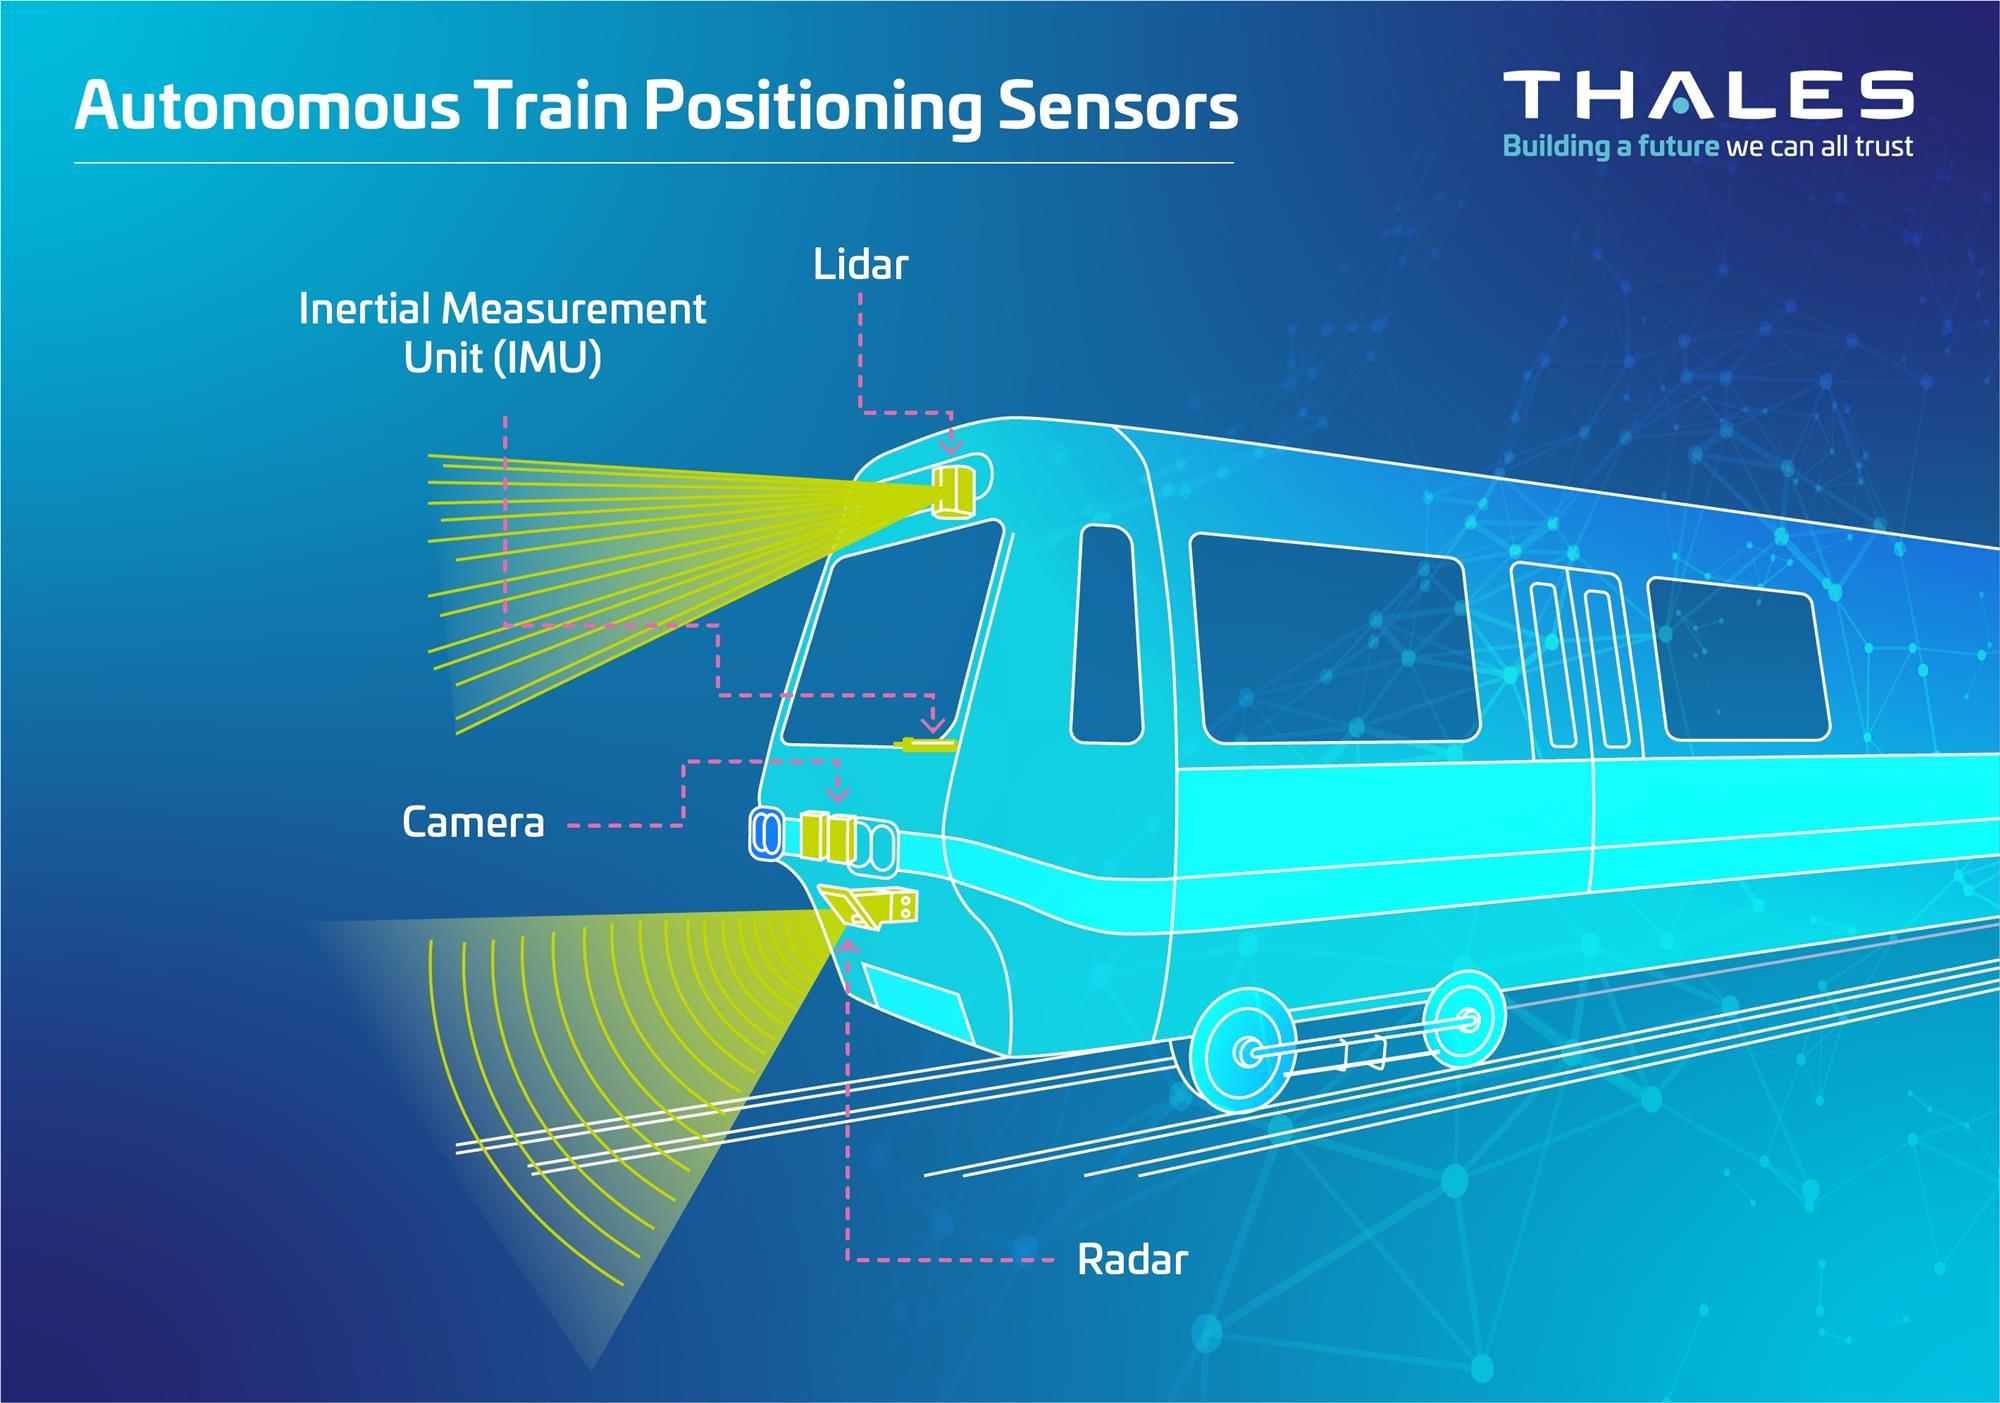 Autonomous Train Positioning Sensors
THALES
Building a future we can all trust
Lidar
Inertial Measurement
Unit (IMU)
Camera
Radar